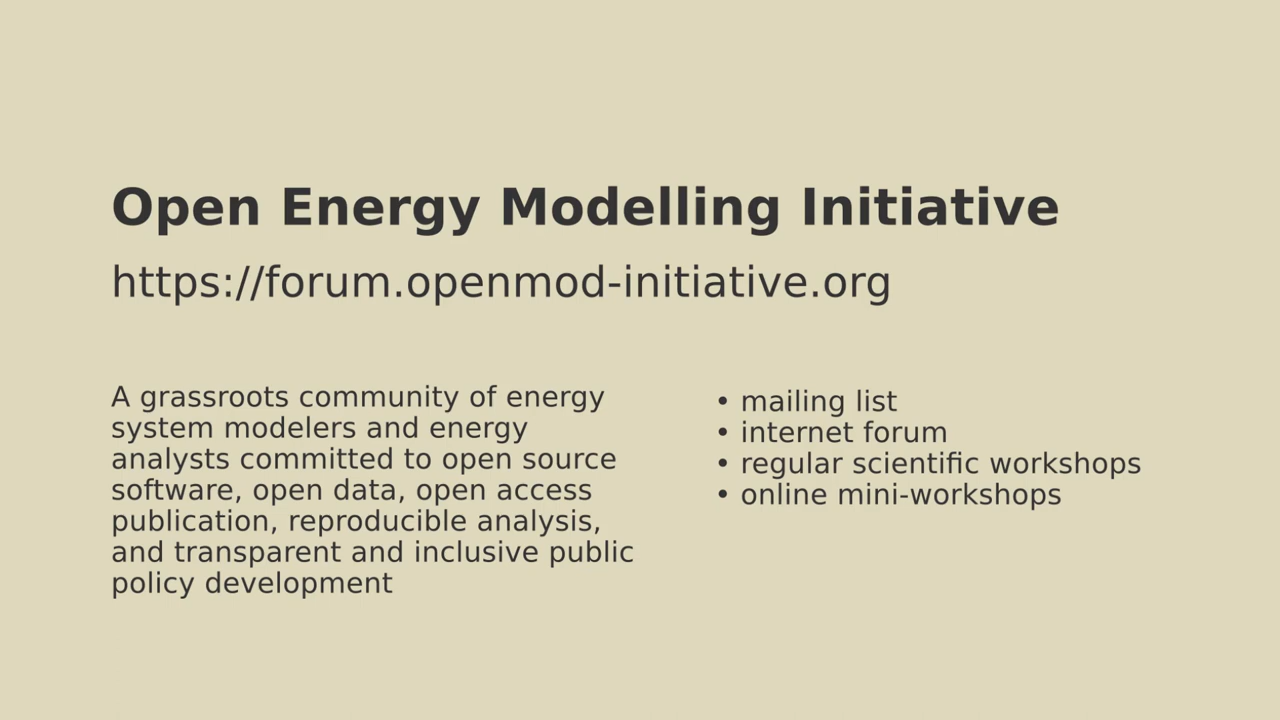 Open Energy Modelling Initiative
https://forum.openmod-initiative.org
A grassroots community of energy
system modelers and energy
analysts committed to open source
software, open data, open access
publication, reproducible analysis,
and transparent and inclusive public
policy development
• mailing list
• internet forum
• regular scientific workshops
• online mini-workshops